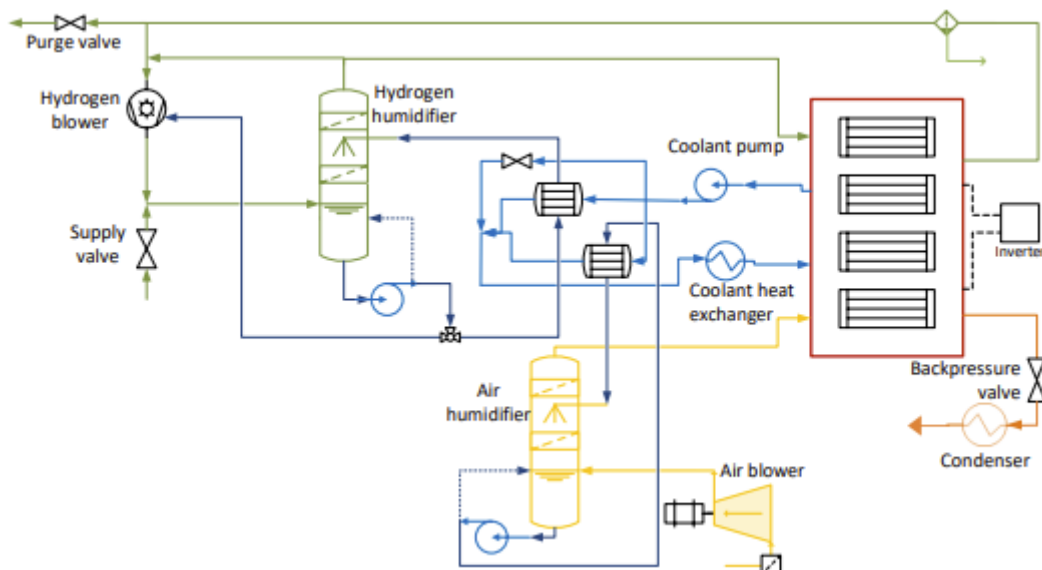 Purge valve
Hydrogen
blower
Hydrogen
humidifier
Supply
valve
Coolant pump
Coolant heat
exchanger
Inverter
Air
humidifier
Air blower
Backpressure
valve
Condenser